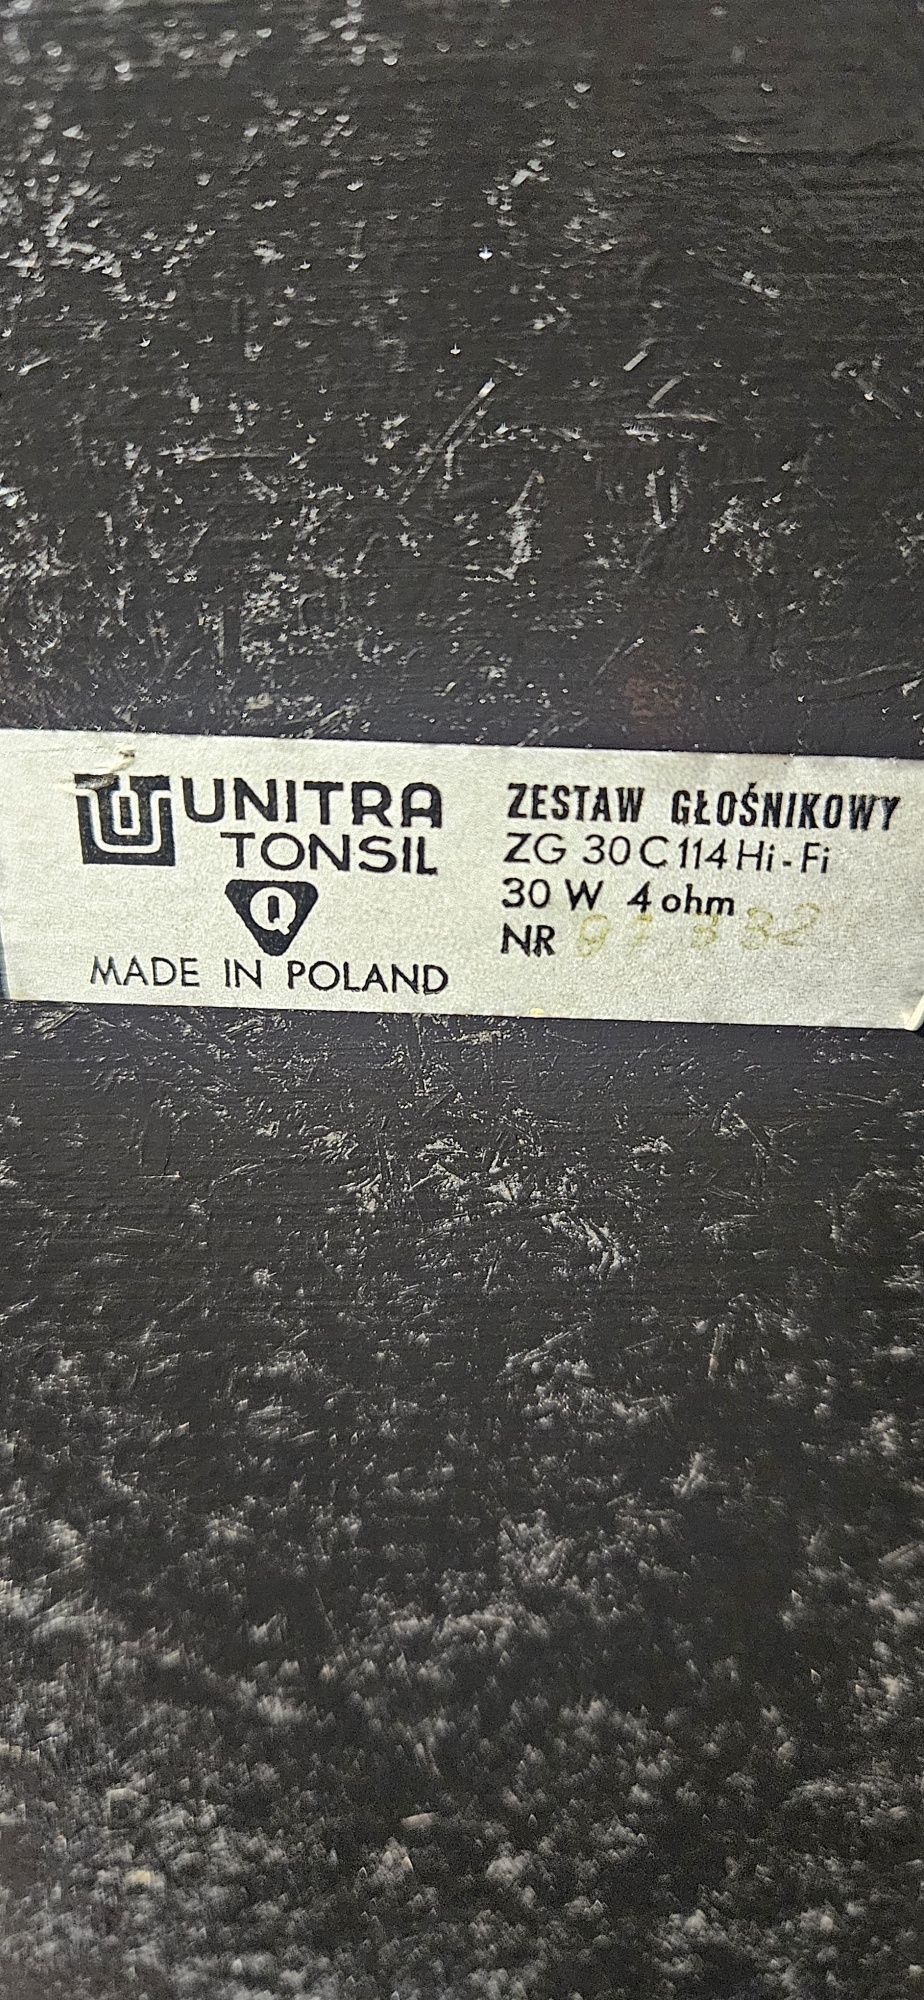 UNITRA
TONSIL
Q
MADE IN POLAND
ZESTAW GŁOŚNIKOWY
ZG 30 C 114 Hi-Fi
30 W 4 ohm
NR